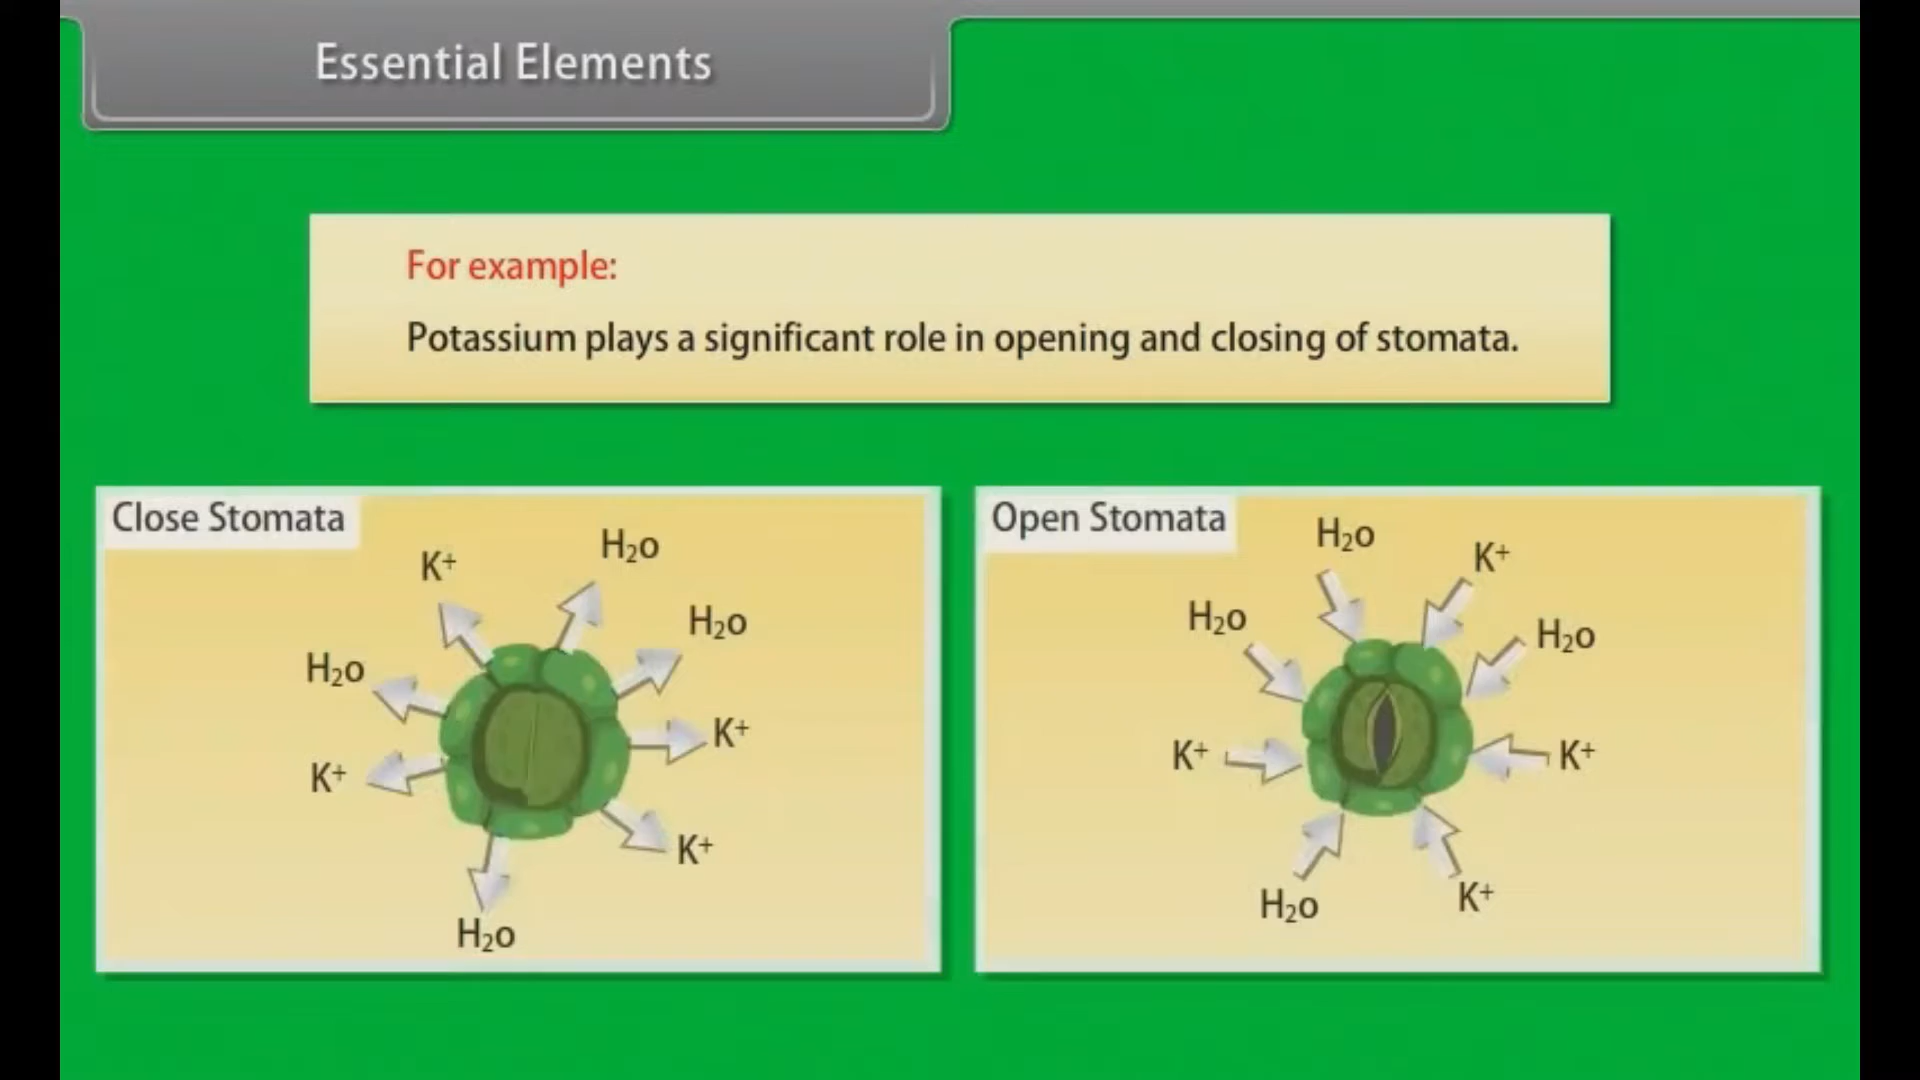 Essential Elements
For example:
Potassium plays a significant role in opening and closing of stomata.
Close Stomata
K⁺
H₂o
H₂o
H₂o
K⁺
K⁺
K⁺
H₂o
Open Stomata
H₂o
K⁺
H₂o
H₂o
K⁺
K⁺
H₂o
K⁺